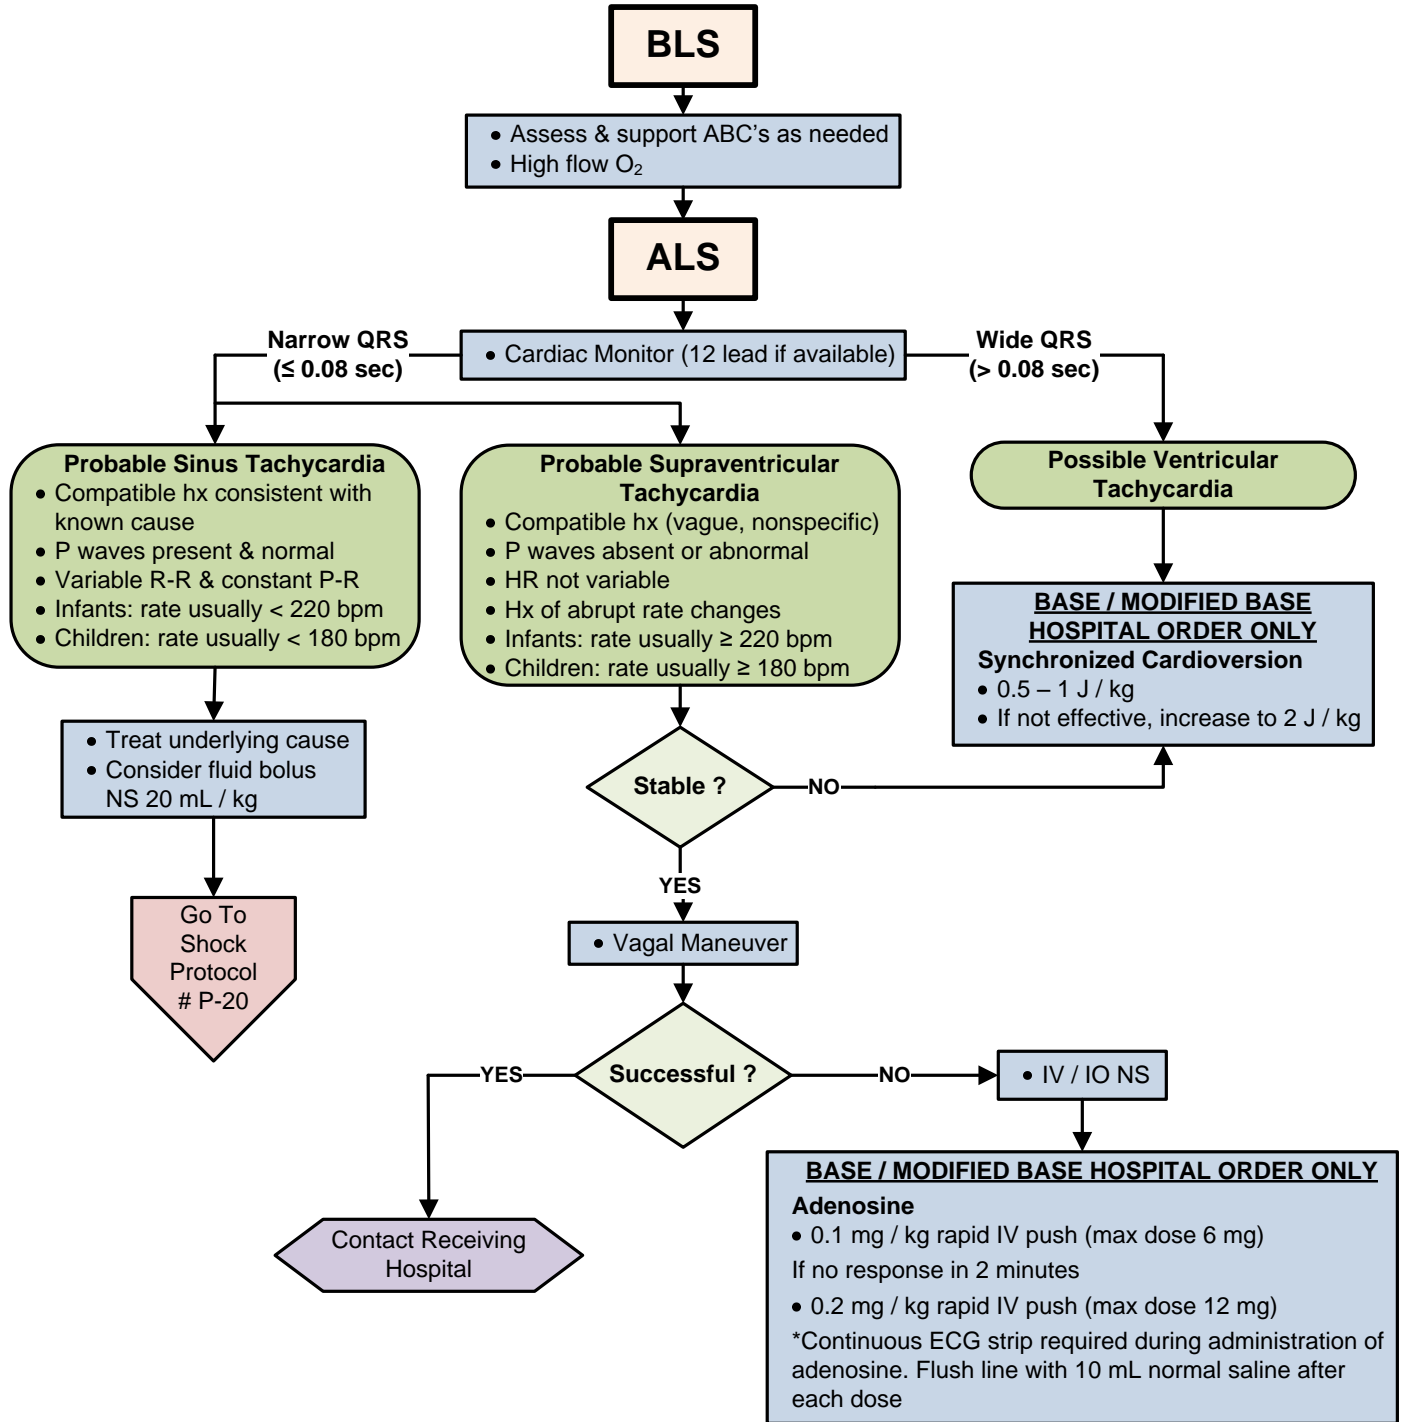 BLS
• Assess & support ABC’s as needed
• High flow O₂
ALS
Narrow QRS
(≤ 0.08 sec)
• Cardiac Monitor (12 lead if available)
Wide QRS
(> 0.08 sec)
Probable Sinus Tachycardia
• Compatible hx consistent with
known cause
• P waves present & normal
• Variable R-R & constant P-R
• Infants: rate usually < 220 bpm
• Children: rate usually < 180 bpm
Probable Supraventricular
Tachycardia
• Compatible hx (vague, nonspecific)
• P waves absent or abnormal
• HR not variable
• Hx of abrupt rate changes
• Infants: rate usually ≥ 220 bpm
• Children: rate usually ≥ 180 bpm
Possible Ventricular
Tachycardia
BASE / MODIFIED BASE
HOSPITAL ORDER ONLY
Synchronized Cardioversion
• 0.5 – 1 J / kg
• If not effective, increase to 2 J / kg
• Treat underlying cause
• Consider fluid bolus
NS 20 mL / kg
Stable ?
NO
YES
Go To
Shock
Protocol
# P-20
• Vagal Maneuver
YES
Successful ?
NO
• IV / IO NS
Contact Receiving
Hospital
BASE / MODIFIED BASE HOSPITAL ORDER ONLY
Adenosine
• 0.1 mg / kg rapid IV push (max dose 6 mg)
If no response in 2 minutes
• 0.2 mg / kg rapid IV push (max dose 12 mg)
*Continuous ECG strip required during administration of
adenosine. Flush line with 10 mL normal saline after
each dose